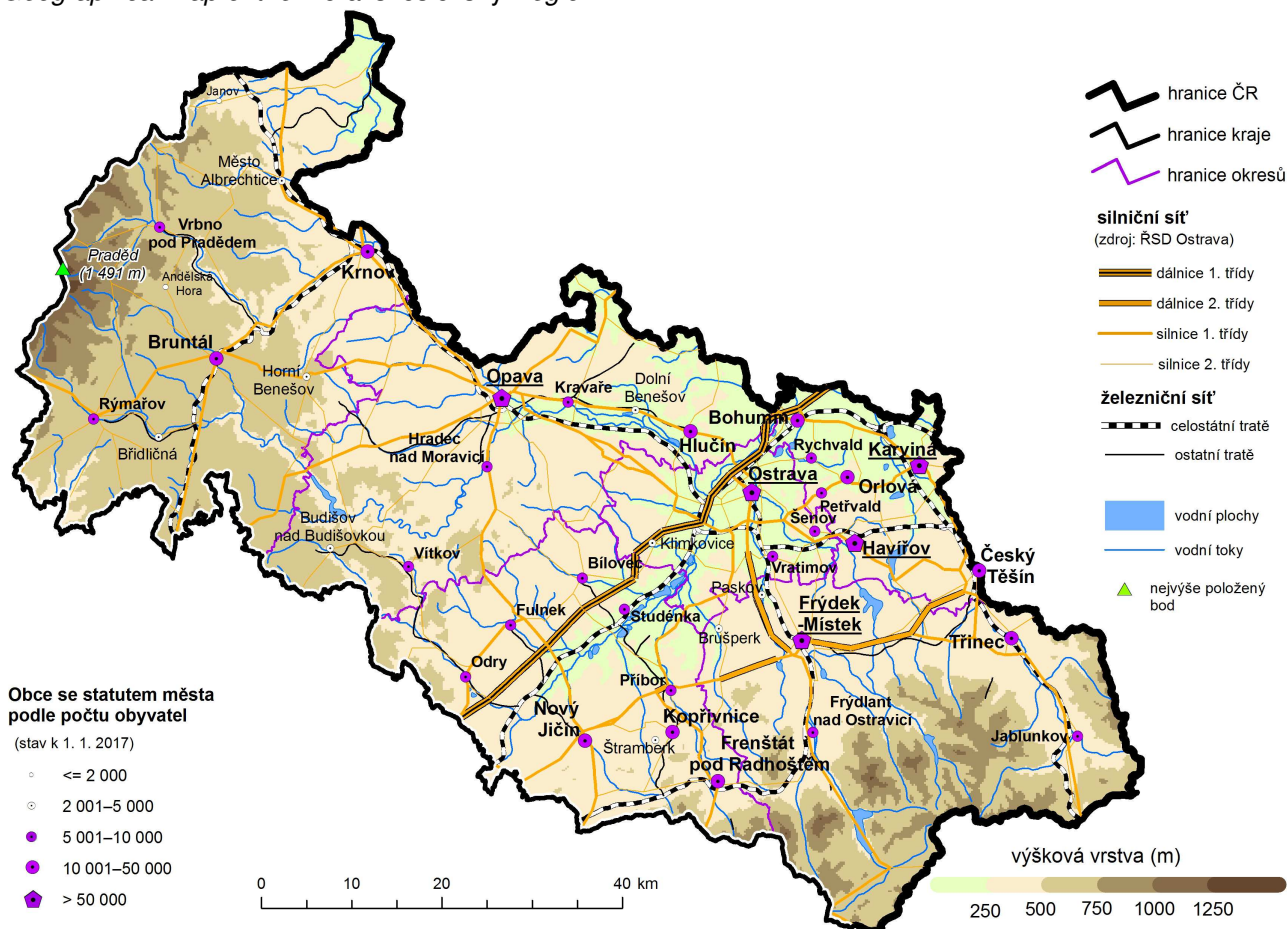 Geographical map of the Moravskoslezský Region
Janov
Město
Albrechtice
Vrbno
pod Pradědem
Praděd
(1 491 m)
Andělská
Hora
Krnov
Bruntál
Horní
Benešov
Rýmařov
Břidličná
Opava
Kravaře
Dolní
Benešov
Hlučín
Hradec
nad Moravicí
Bohumín
Rychvald
Karviná
Ostrava
Orlová
Petřvald
Šenov
Havířov
Klimkovice
Vratimov
Český
Těšín
Budišov
nad Budišovkou
Vítkov
Bílovec
Paskov
Fulnek
Studénka
Brušperk
Frýdek
-Místek
Třinec
Odry
Příbor
Nový
Jičín
Kopřivnice
Štramberk
Frýdlant
nad Ostravicí
Frenštát
pod Radhoštěm
Jablunkov
hranice ČR
hranice kraje
hranice okresů
silniční síť
(zdroj: ŘSD Ostrava)
dálnice 1. třídy
dálnice 2. třídy
silnice 1. třídy
silnice 2. třídy
železniční síť
celostátní tratě
ostatní tratě
vodní plochy
vodní toky
nejvýše položený
bod
Obce se statutem města
podle počtu obyvatel
(stav k 1. 1. 2017)
<= 2 000
2 001–5 000
5 001–10 000
10 001–50 000
> 50 000
0 10 20 40 km
výšková vrstva (m)
250 500 750 1000 1250